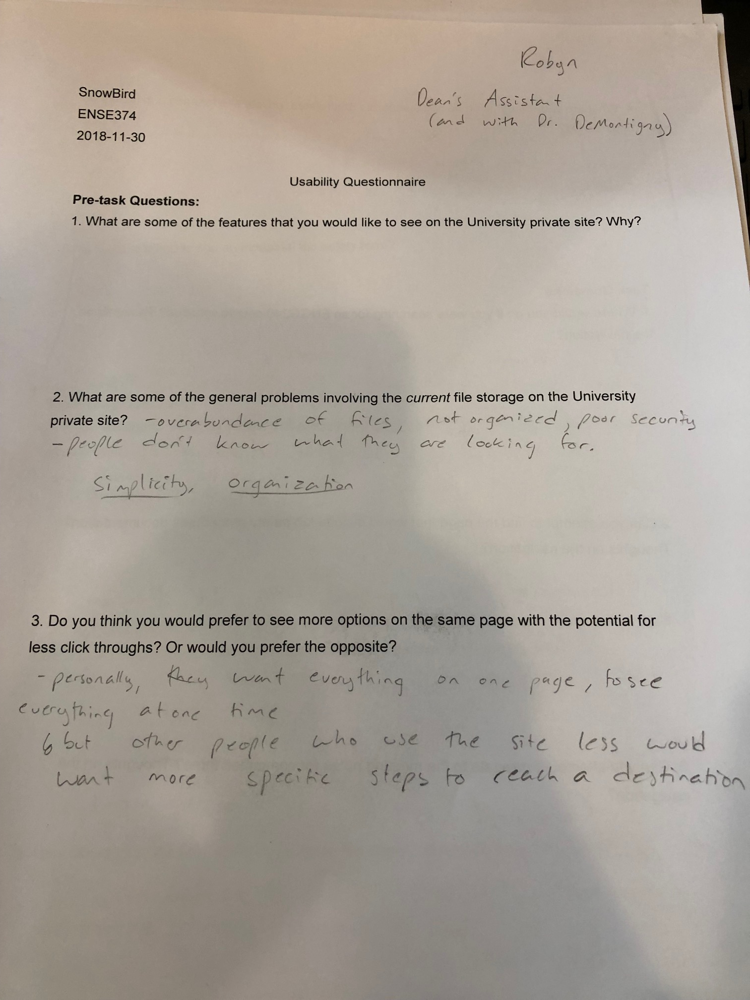 Robyn
SnowBird
Dean's Assistant
ENSE374
(and with Dr. DeMontigny)
2018-11-30
Usability Questionnaire
Pre-task Questions:
1. What are some of the features that you would like to see on the University private site? Why?
2. What are some of the general problems involving the current file storage on the University
private site? - overabundance of files, not organized, poor security
- people don't know what they are looking for.
Simplicity, organization
3. Do you think you would prefer to see more options on the same page with the potential for
less click throughs? Or would you prefer the opposite?
- personally, they want everything on one page, to see
everything at one time
↳ but other people who use the site less would
want more specific steps to reach a destination